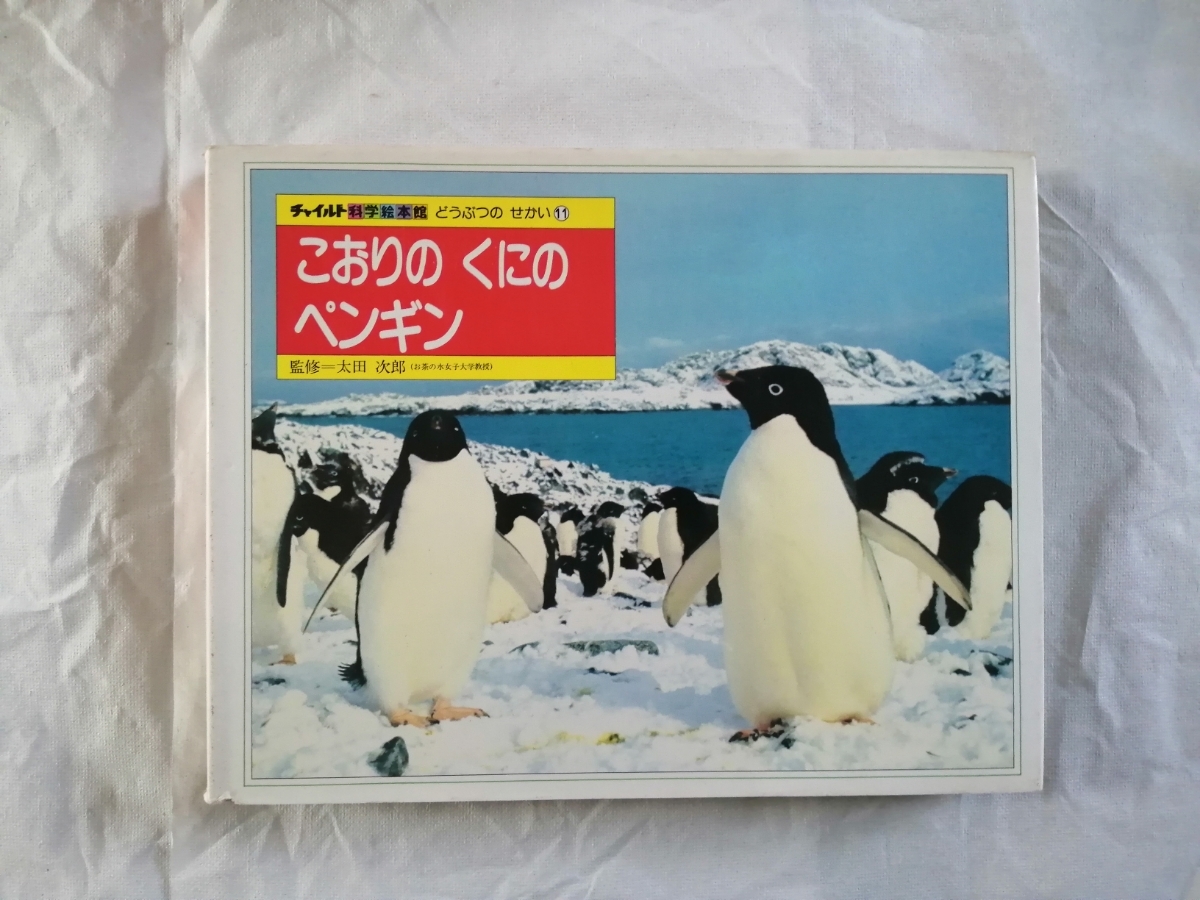 チャイルド科学絵本館 どうぶつの せかい⑪
こおりの くにの
ペンギン
監修=太田 次郎(お茶の水女子大学教授)